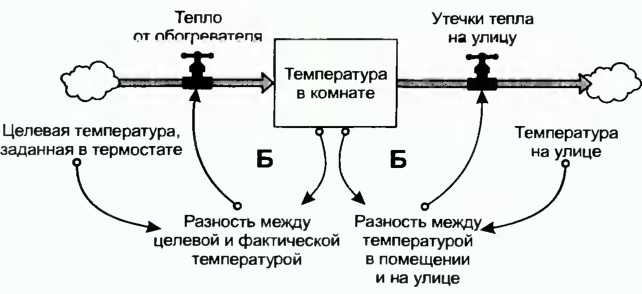 Тепло
от обогревателя
Утечки тепла
на улицу
Температура
в комнате
Целевая температура,
заданная в термостате
Б
Б
Температура
на улице
Разность между
целевой и фактической
температурой
Разность между
температурой
в помещении
и на улице